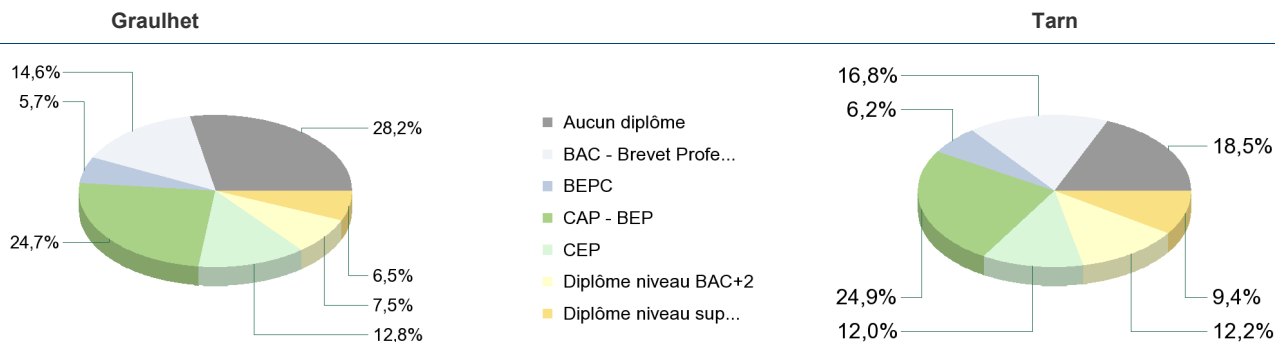 Graulhet
14,6%
5,7%
28,2%
24,7%
6,5%
7,5%
12,8%
Aucun diplôme
BAC - Brevet Profe...
BEPC
CAP - BEP
CEP
Diplôme niveau BAC+2
Diplôme niveau sup...
Tarn
16,8%
6,2%
18,5%
24,9%
12,0%
9,4%
12,2%